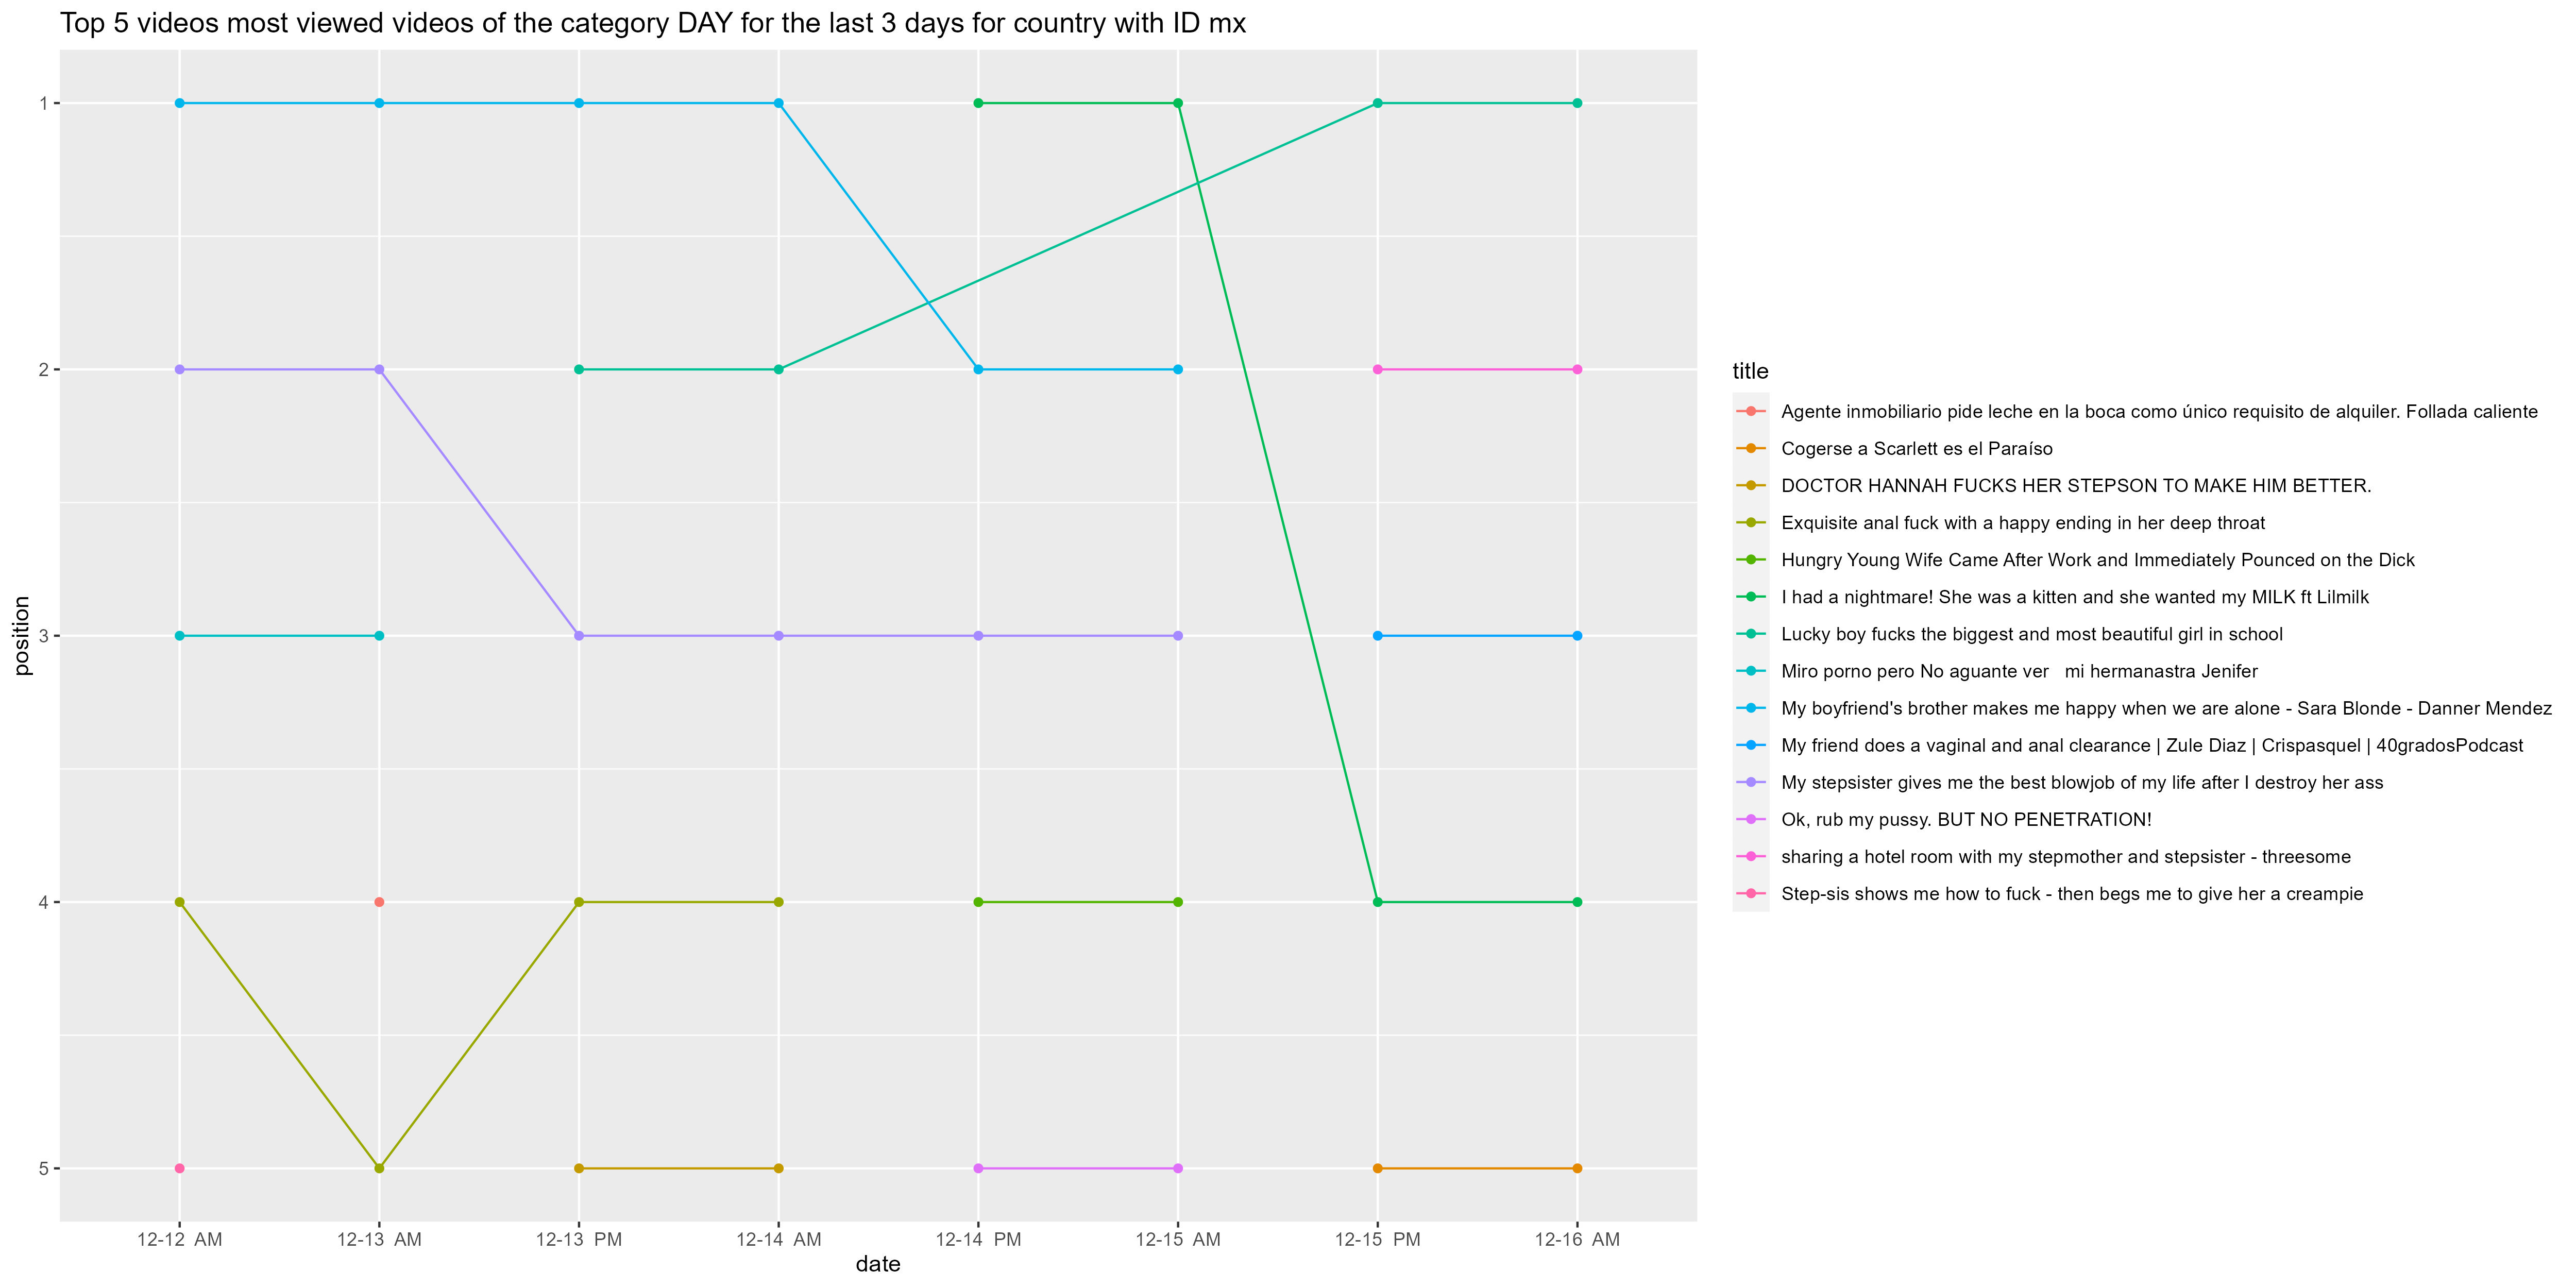 Top 5 videos most viewed videos of the category DAY for the last 3 days for country with ID mx
position
1
2
3
4
5
12-12 AM
12-13 AM
12-13 PM
12-14 AM
12-14 PM
12-15 AM
12-15 PM
12-16 AM
date
title
Agente inmobiliario pide leche en la boca como único requisito de alquiler. Follada caliente
Cogerse a Scarlett es el Paraíso
DOCTOR HANNAH FUCKS HER STEPSON TO MAKE HIM BETTER.
Exquisite anal fuck with a happy ending in her deep throat
Hungry Young Wife Came After Work and Immediately Pounced on the Dick
I had a nightmare! She was a kitten and she wanted my MILK ft Lilmilk
Lucky boy fucks the biggest and most beautiful girl in school
Miro porno pero No aguante ver   mi hermanastra Jenifer
My boyfriend's brother makes me happy when we are alone - Sara Blonde - Danner Mendez
My friend does a vaginal and anal clearance | Zule Diaz | Crispasquel | 40gradosPodcast
My stepsister gives me the best blowjob of my life after I destroy her ass
Ok, rub my pussy. BUT NO PENETRATION!
sharing a hotel room with my stepmother and stepsister - threesome
Step-sis shows me how to fuck - then begs me to give her a creampie